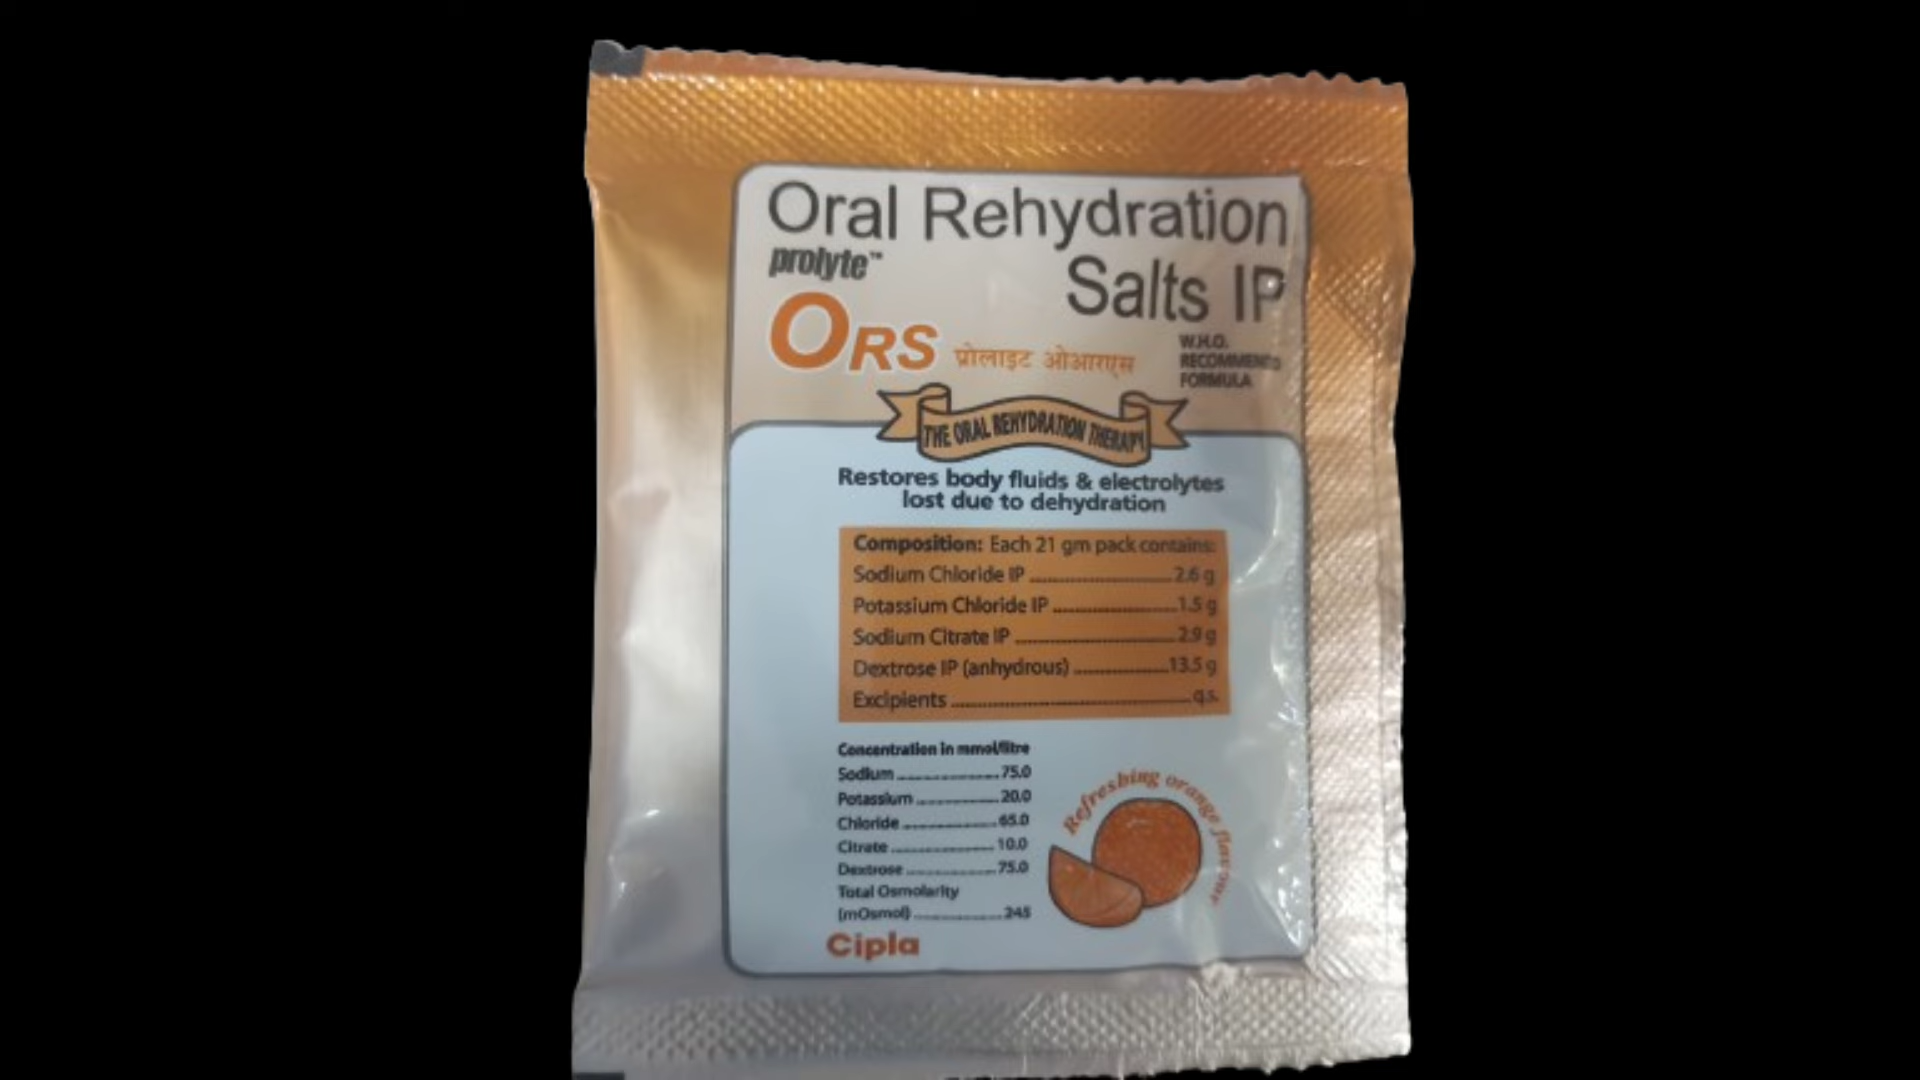 Oral Rehydration
Salts IP
prolyte™
ORS प्रोलाइट ओआरएस
W.H.O.
RECOMMENDED
FORMULA
THE ORAL REHYDRATION THERAPY
Restores body fluids & electrolytes
lost due to dehydration
Composition: Each 21 gm pack contains:
Sodium Chloride IP ........................ 2.6 g
Potassium Chloride IP ..................... 1.5 g
Sodium Citrate IP ........................... 2.9 g
Dextrose IP (anhydrous) ................ 13.5 g
Excipients ......................................... q.s.
Concentration in mmol/litre
Sodium ................. 75.0
Potassium ............. 20.0
Chloride ................ 65.0
Citrate .................. 10.0
Dextrose ............... 75.0
Total Osmolarity
(mOsmol) .............. 245
Refreshing orange flavour
Cipla